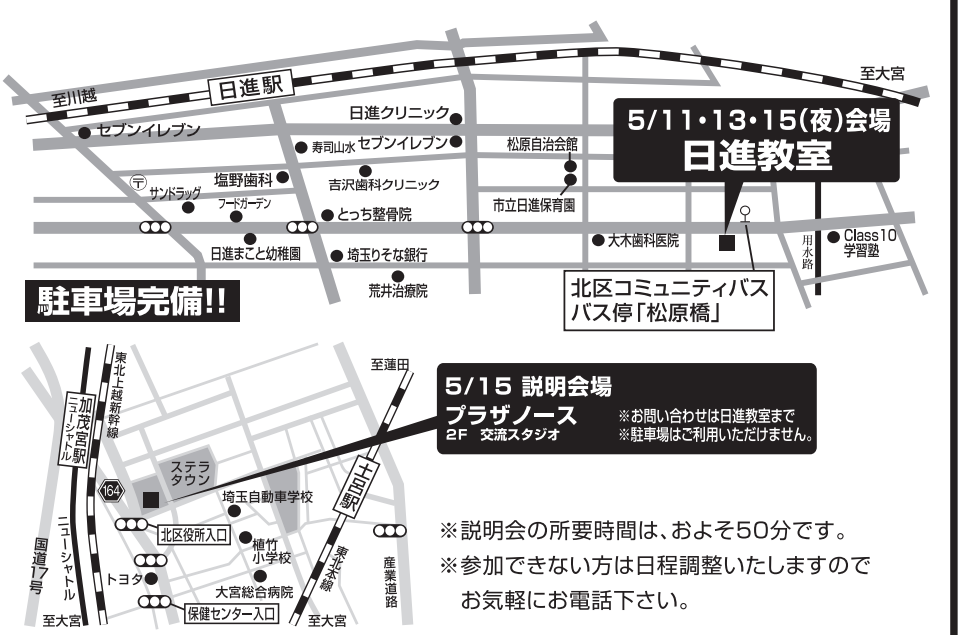 至川越
日進駅
至大宮
セブンイレブン
日進クリニック
寿司山水
セブンイレブン
松原自治会館
5/11・13・15(夜)会場
日進教室
〒
サンドラッグ
塩野歯科
吉沢歯科クリニック
フードガーデン
とっち整骨院
市立日進保育園
日進まこと幼稚園
埼玉りそな銀行
大木歯科医院
用水路
Class10
学習塾
荒井治療院
駐車場完備!!
北区コミュニティバス
バス停「松原橋」
東北上越新幹線
至蓮田
加茂宮駅
ニューシャトル
5/15 説明会場
プラザノース
2F 交流スタジオ
※お問い合わせは日進教室まで
※駐車場はご利用いただけません。
ステラ
タウン
土呂駅
164
埼玉自動車学校
北区役所入口
植竹
小学校
国道17号
ニューシャトル
トヨタ
大宮総合病院
東北本線
産業道路
保健センター入口
至大宮
至大宮
※説明会の所要時間は、およそ50分です。
※参加できない方は日程調整いたしますので
お気軽にお電話下さい。